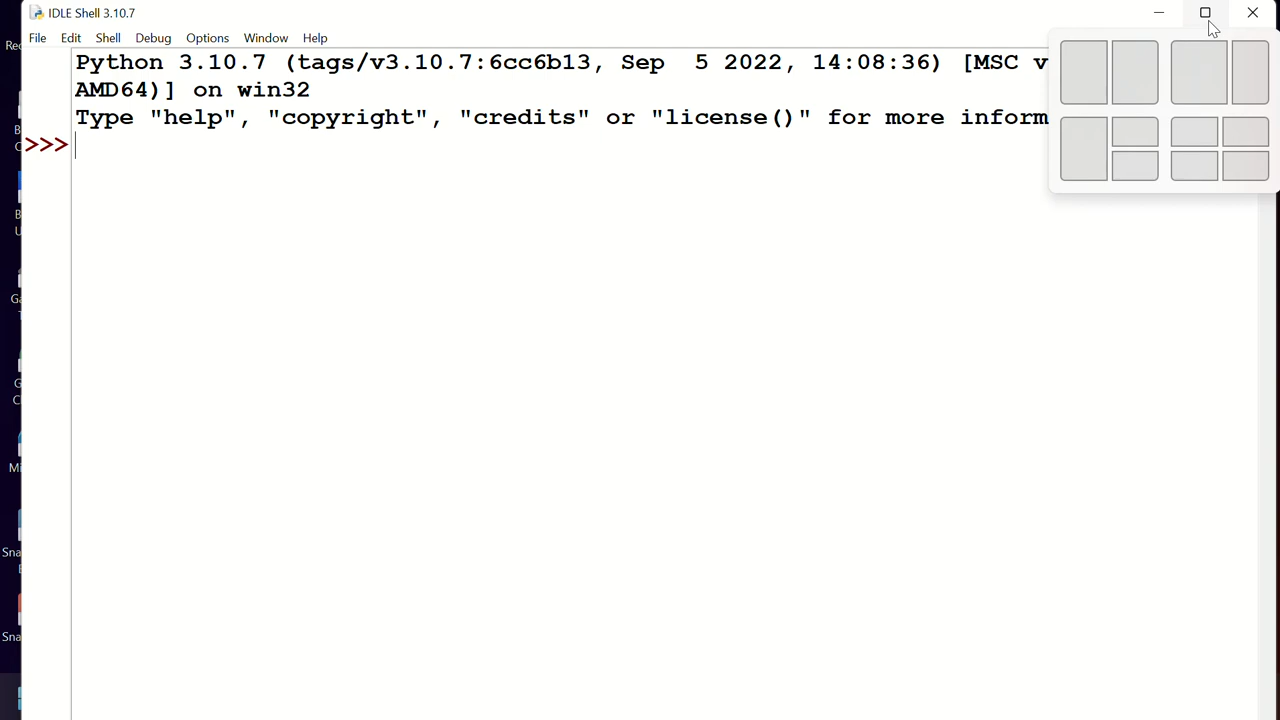 IDLE Shell 3.10.7
File Edit Shell Debug Options Window Help
Python 3.10.7 (tags/v3.10.7:6cc6b13, Sep  5 2022, 14:08:36) [MSC v
AMD64)] on win32
Type "help", "copyright", "credits" or "license()" for more inform
>>>